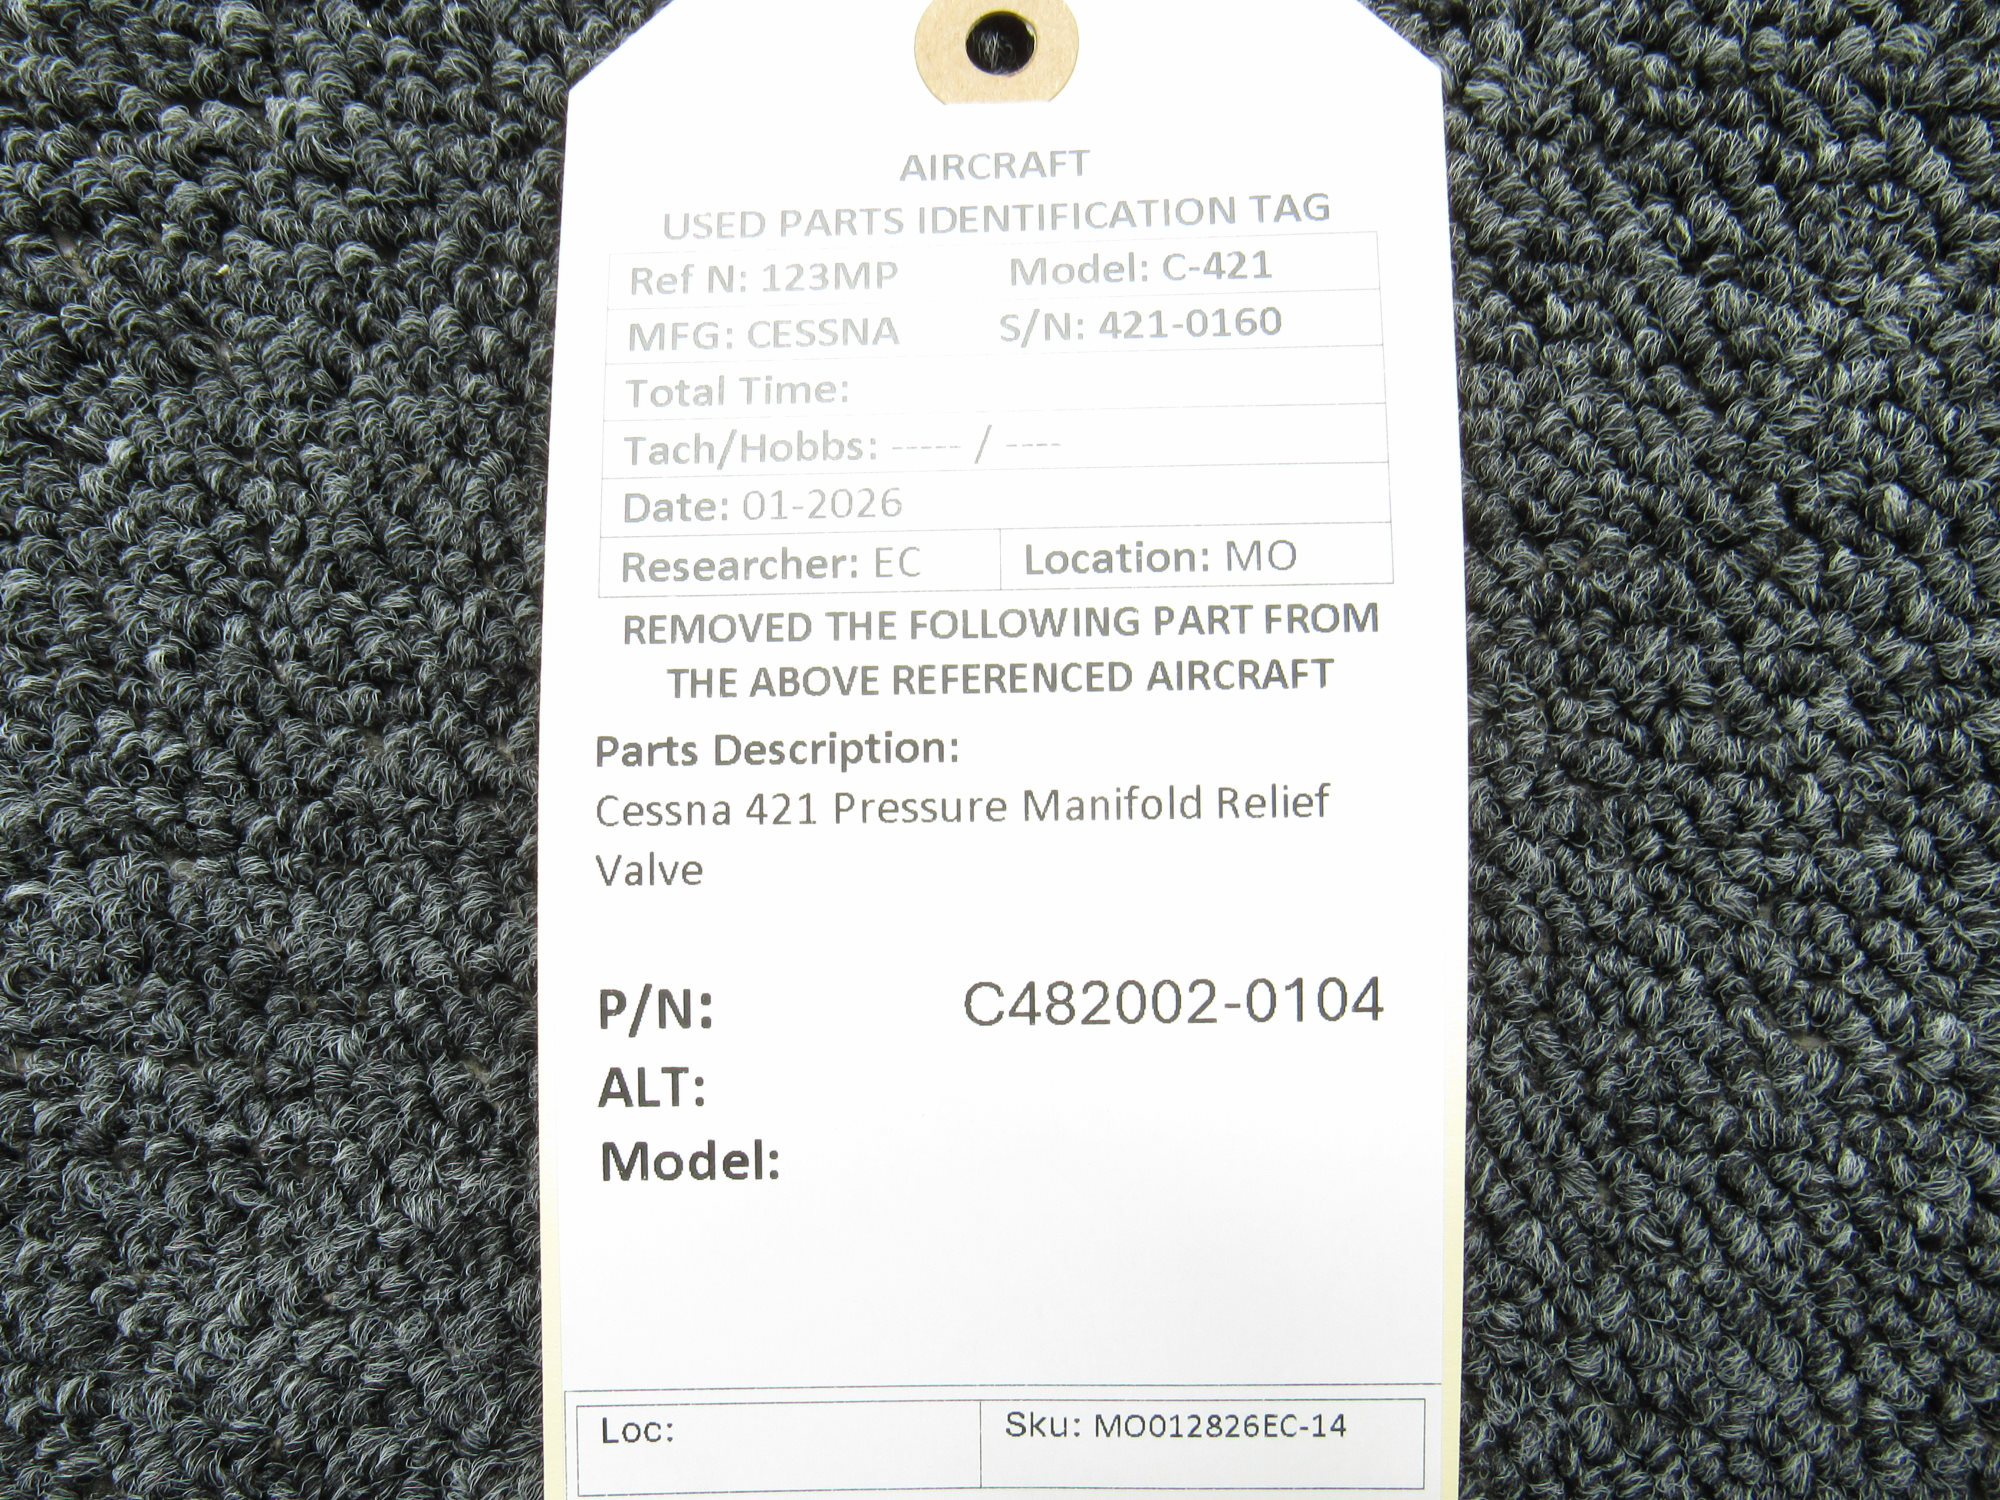 AIRCRAFT
USED PARTS IDENTIFICATION TAG
Ref N: 123MP Model: C-421
MFG: CESSNA S/N: 421-0160
Total Time:
Tach/Hobbs: ----- / ----
Date: 01-2026
Researcher: EC Location: MO
REMOVED THE FOLLOWING PART FROM
THE ABOVE REFERENCED AIRCRAFT
Parts Description:
Cessna 421 Pressure Manifold Relief
Valve
P/N: C482002-0104
ALT:
Model:
Loc: Sku: MO012826EC-14